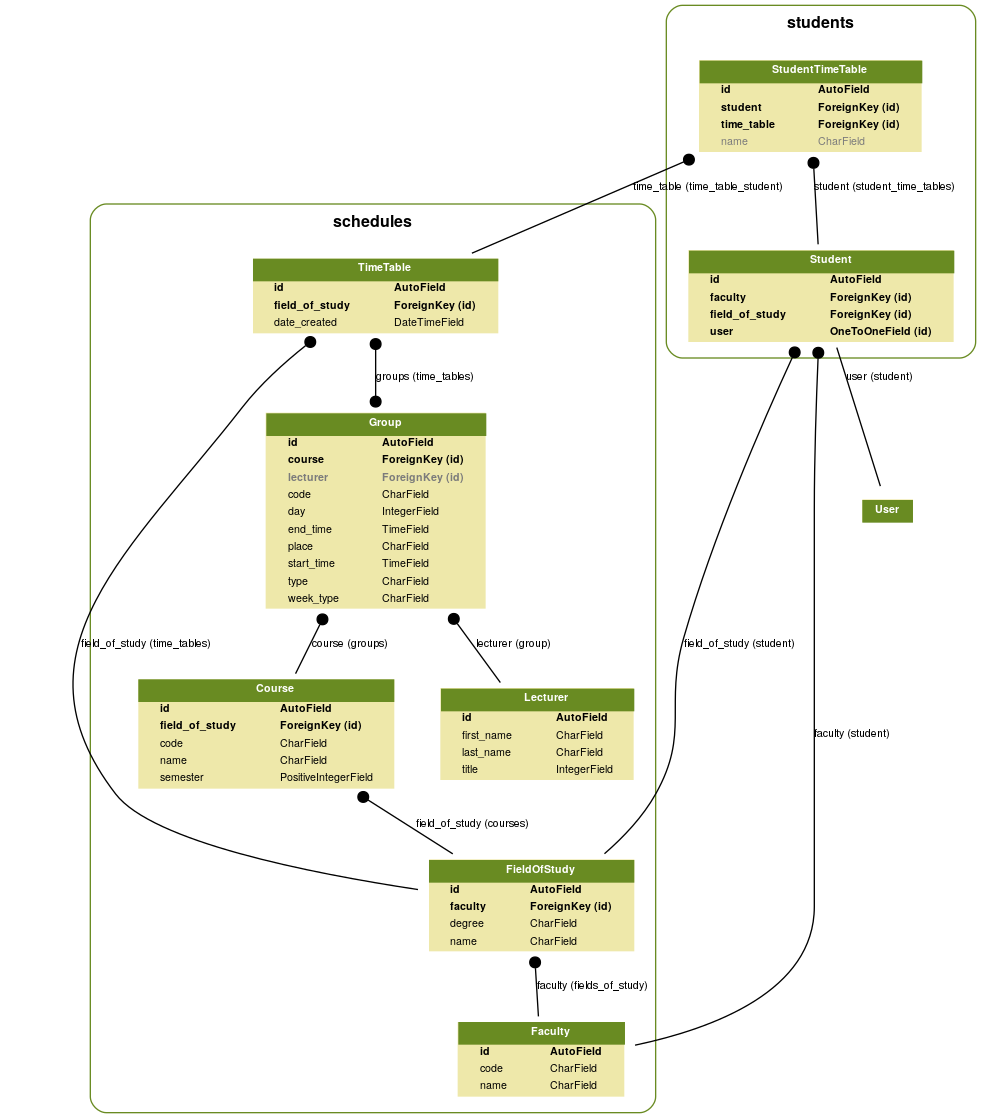 students
StudentTimeTable
id AutoField
student ForeignKey (id)
time_table ForeignKey (id)
name CharField
time_table (time_table_student)
student (student_time_tables)
schedules
TimeTable
id AutoField
field_of_study ForeignKey (id)
date_created DateTimeField
Student
id AutoField
faculty ForeignKey (id)
field_of_study ForeignKey (id)
user OneToOneField (id)
groups (time_tables)
user (student)
Group
id AutoField
course ForeignKey (id)
lecturer ForeignKey (id)
code CharField
day IntegerField
end_time TimeField
place CharField
start_time TimeField
type CharField
week_type CharField
User
field_of_study (time_tables)
course (groups)
lecturer (group)
field_of_study (student)
Course
id AutoField
field_of_study ForeignKey (id)
code CharField
name CharField
semester PositiveIntegerField
Lecturer
id AutoField
first_name CharField
last_name CharField
title IntegerField
faculty (student)
field_of_study (courses)
FieldOfStudy
id AutoField
faculty ForeignKey (id)
degree CharField
name CharField
faculty (fields_of_study)
Faculty
id AutoField
code CharField
name CharField